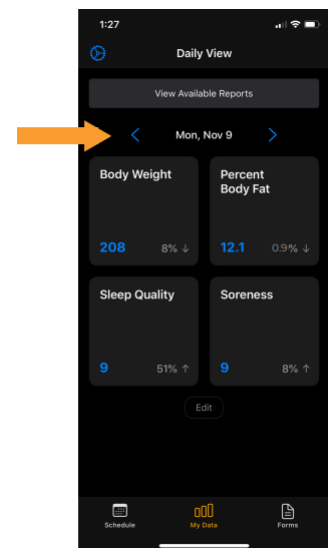 1:27
Daily View
View Available Reports
Mon, Nov 9
Body Weight
208 8% ↓
Percent
Body Fat
12.1 0.9% ↓
Sleep Quality
9 51% ↑
Soreness
9 8% ↑
Edit
Schedule
My Data
Forms